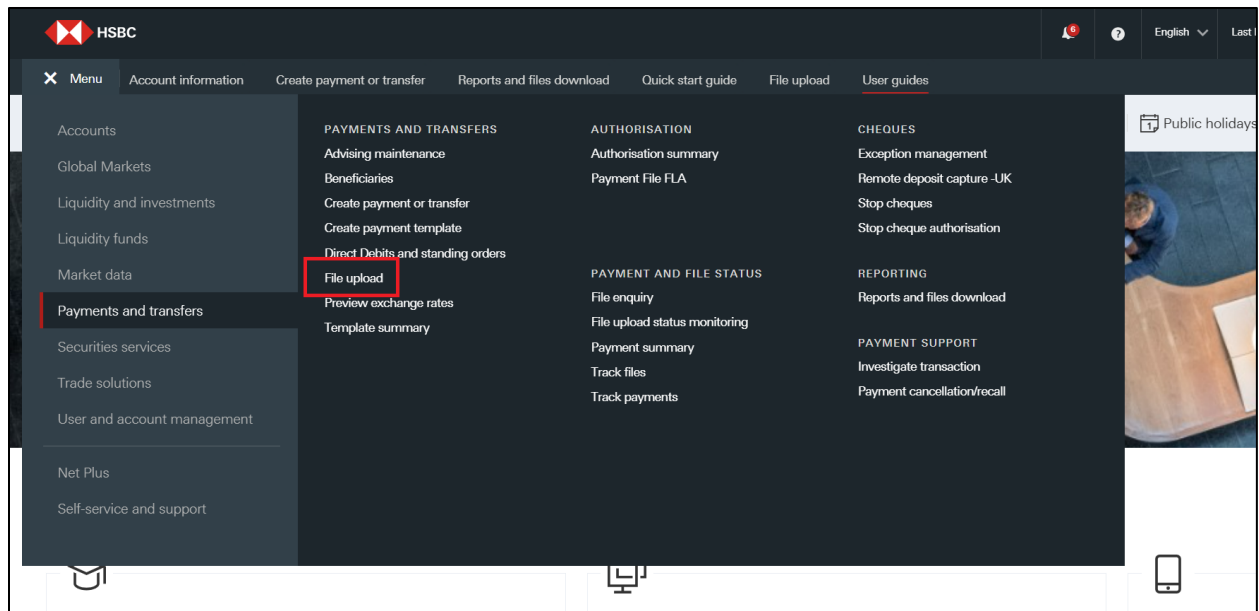 HSBC
6
?
English
Last
Menu
Account information
Create payment or transfer
Reports and files download
Quick start guide
File upload
User guides
1
Public holidays
Accounts
Global Markets
Liquidity and investments
Liquidity funds
Market data
Payments and transfers
Securities services
Trade solutions
User and account management
Net Plus
Self-service and support
PAYMENTS AND TRANSFERS
Advising maintenance
Beneficiaries
Create payment or transfer
Create payment template
Direct Debits and standing orders
File upload
Preview exchange rates
Template summary
AUTHORISATION
Authorisation summary
Payment File FLA
PAYMENT AND FILE STATUS
File enquiry
File upload status monitoring
Payment summary
Track files
Track payments
CHEQUES
Exception management
Remote deposit capture -UK
Stop cheques
Stop cheque authorisation
REPORTING
Reports and files download
PAYMENT SUPPORT
Investigate transaction
Payment cancellation/recall